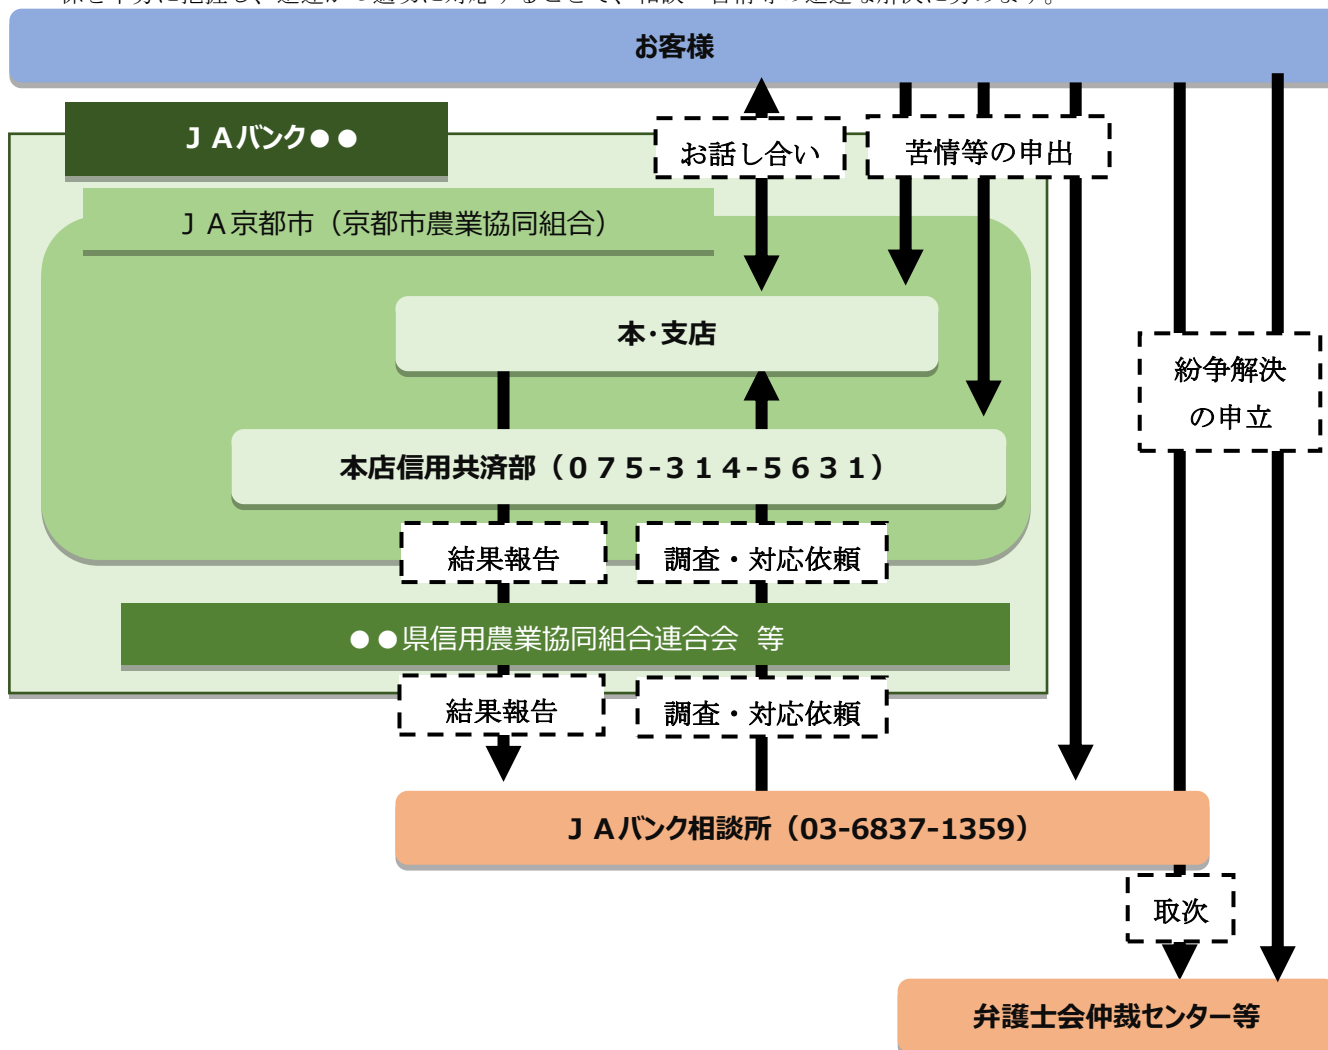 お客様
ＪＡバンク●●
お話し合い
苦情等の申出
ＪＡ京都市（京都市農業協同組合）
本・支店
紛争解決
の申立
本店信用共済部（０７５-３１４-５６３１）
結果報告
調査・対応依頼
●●県信用農業協同組合連合会　等
結果報告
調査・対応依頼
ＪＡバンク相談所（03-6837-1359）
取次
弁護士会仲裁センター等